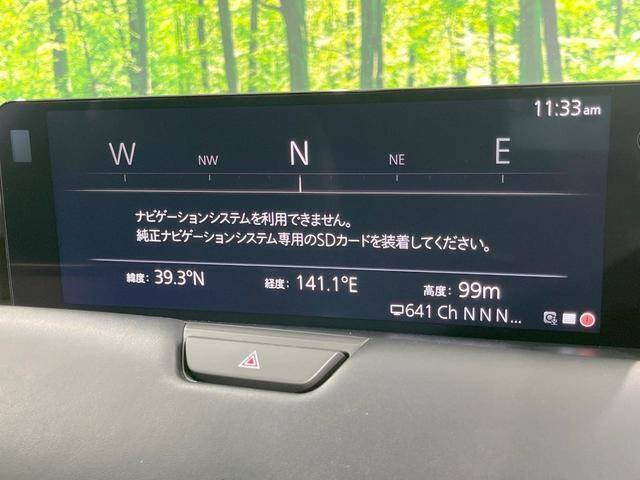 11:33am
W NW N NE E
ナビゲーションシステムを利用できません。
純正ナビゲーションシステム専用のSDカードを装着してください。
緯度: 39.3°N 経度: 141.1°E 高度: 99m
641 Ch N N N...